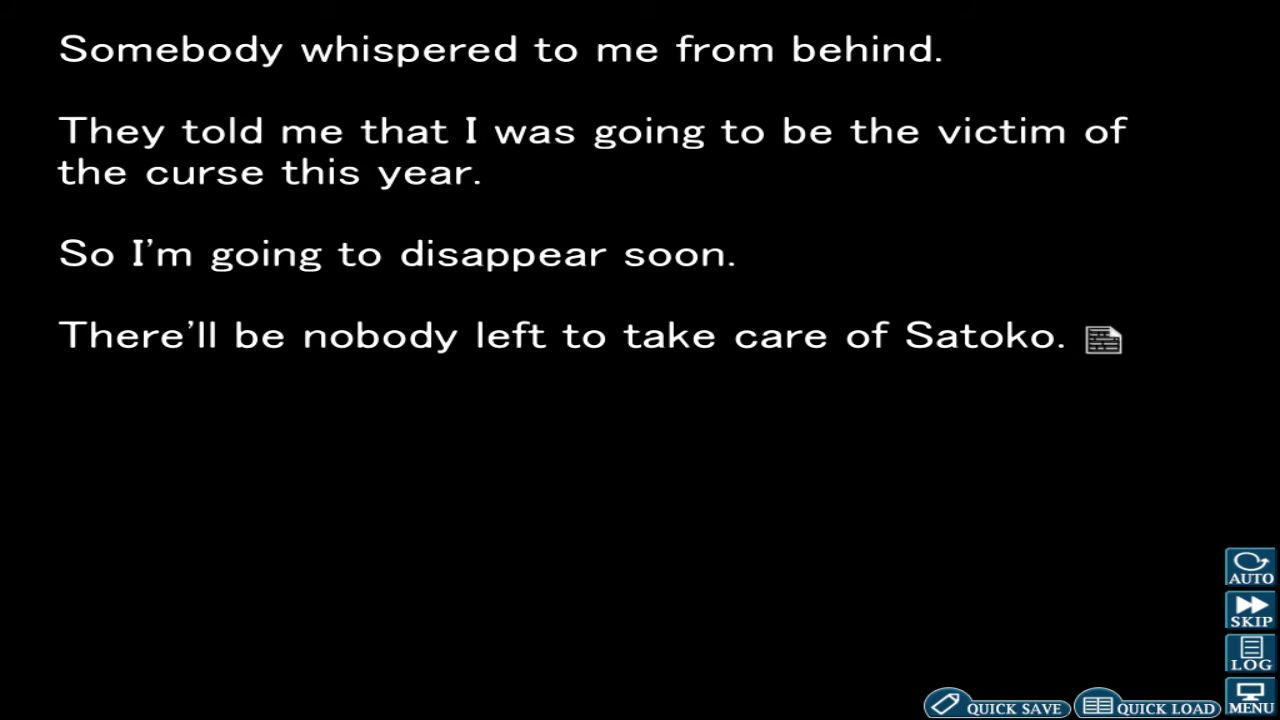 Somebody whispered to me from behind.
They told me that I was going to be the victim of
the curse this year.
So I'm going to disappear soon.
There'll be nobody left to take care of Satoko.
AUTO
SKIP
LOG
QUICK SAVE
QUICK LOAD
MENU